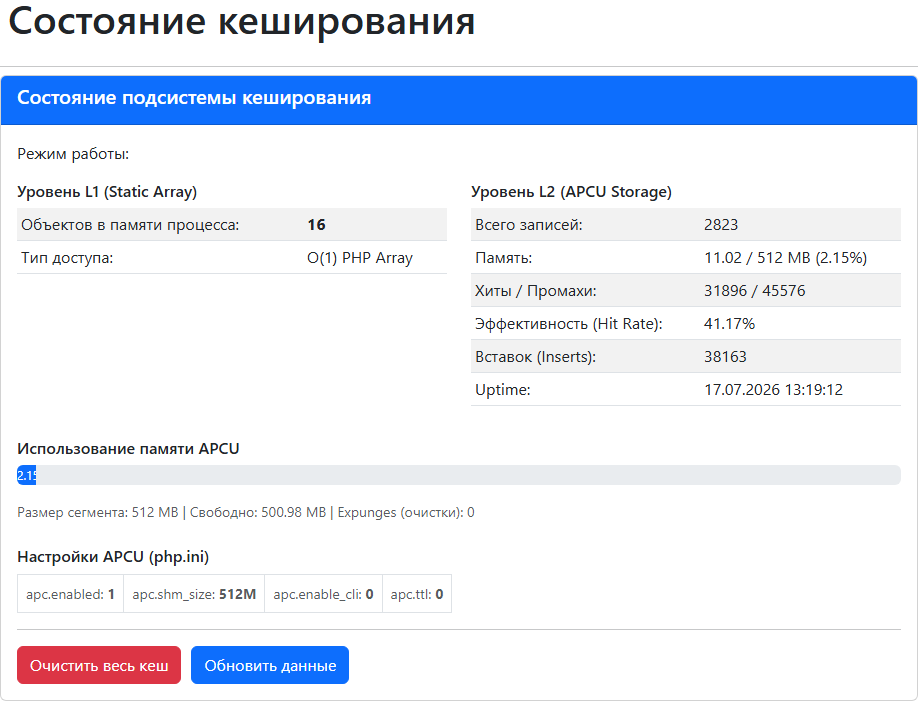 Состояние кеширования
Состояние подсистемы кеширования
Режим работы:
Уровень L1 (Static Array)
Объектов в памяти процесса: 16
Тип доступа: O(1) PHP Array
Уровень L2 (APCU Storage)
Всего записей: 2823
Память: 11.02 / 512 MB (2.15%)
Хиты / Промахи: 31896 / 45576
Эффективность (Hit Rate): 41.17%
Вставок (Inserts): 38163
Uptime: 17.07.2026 13:19:12
Использование памяти APCU
2.15
Размер сегмента: 512 MB | Свободно: 500.98 MB | Expunges (очистки): 0
Настройки APCU (php.ini)
apc.enabled: 1 apc.shm_size: 512M apc.enable_cli: 0 apc.ttl: 0
Очистить весь кеш Обновить данные